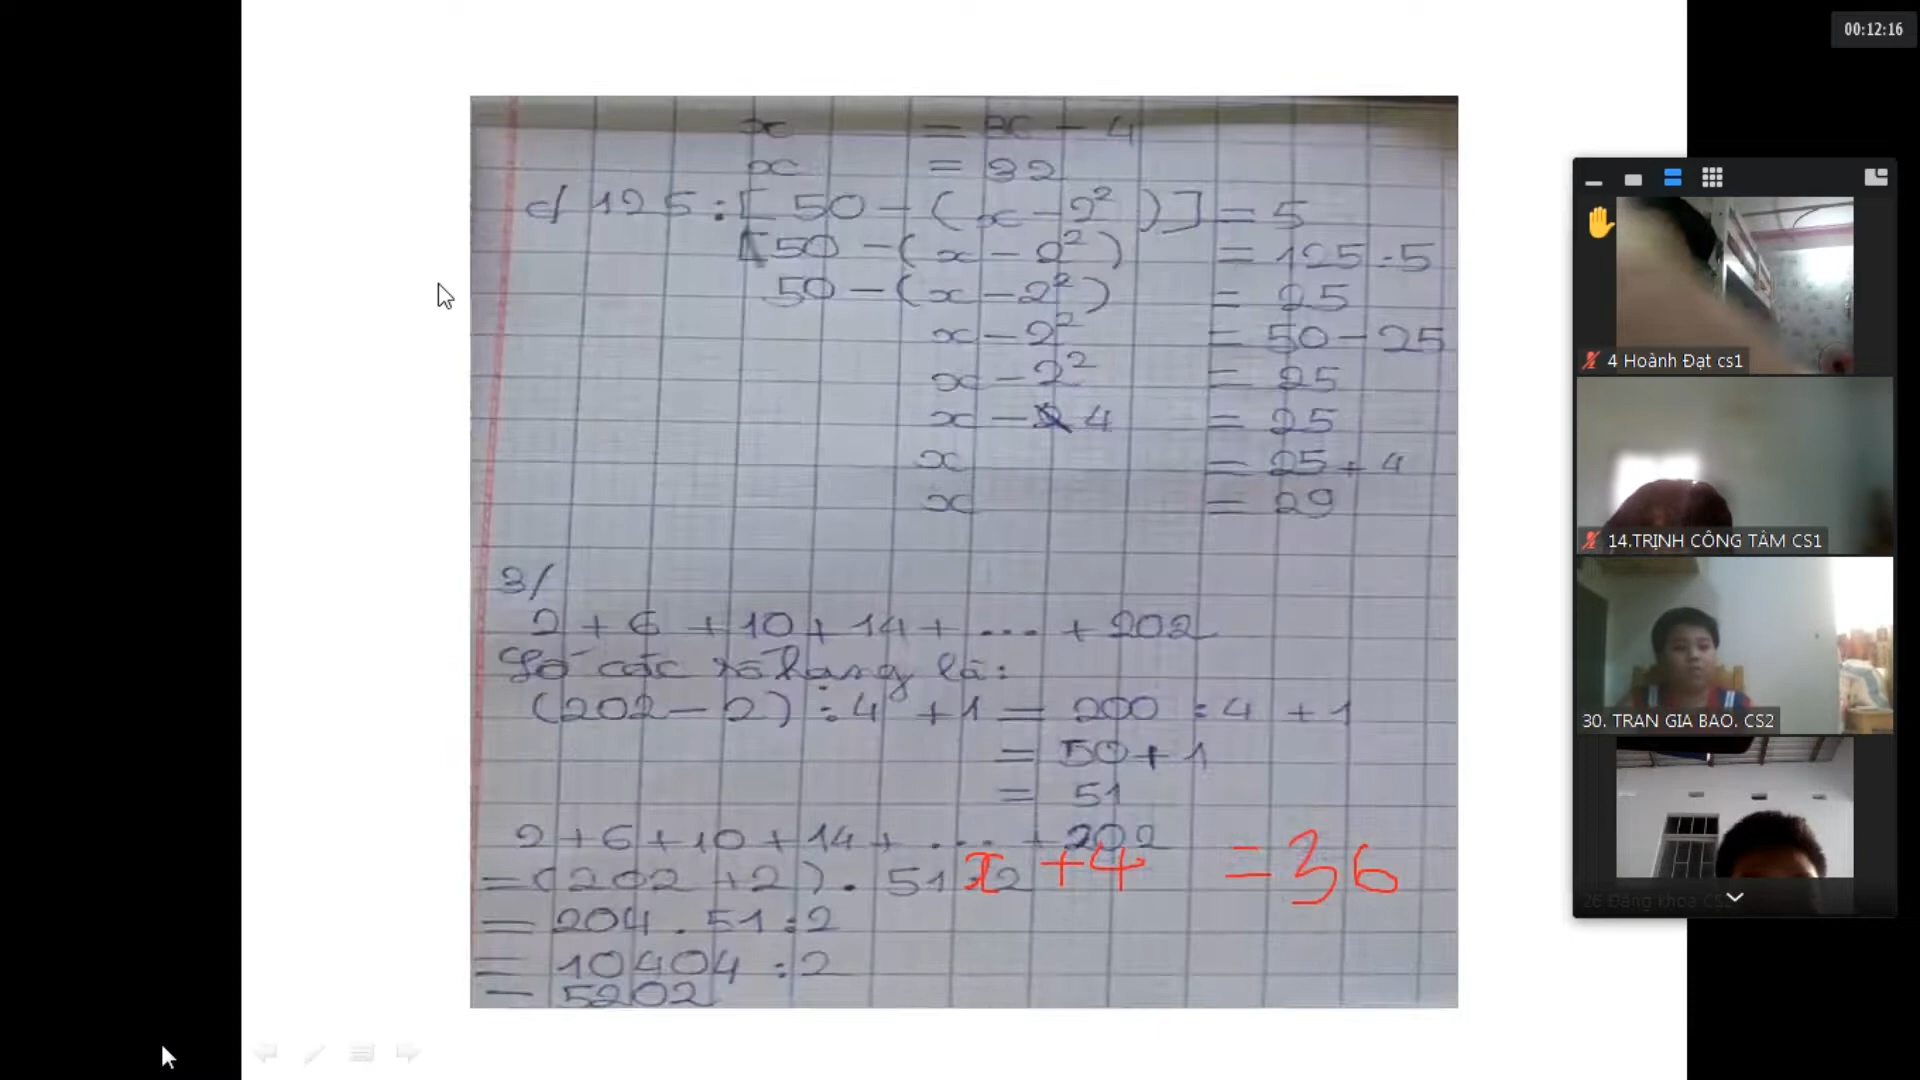 00:12:16
x = 36 - 4
x = 32
c/ 125 : [ 50 - ( x - 2² ) ] = 5
[ 50 - ( x - 2² ) = 125 : 5
50 - ( x - 2² ) = 25
x - 2² = 50 - 25
x - 2² = 25
x - 4 = 25
x = 25 + 4
x = 29
3/
2 + 6 + 10 + 14 + ... + 202
Số các số hạng là:
(202 - 2) : 4 + 1 = 200 : 4 + 1
= 50 + 1
= 51
2 + 6 + 10 + 14 + ... + 202
= (202 + 2) . 51 : 2
x + 4 = 36
= 204 . 51 : 2
= 10404 : 2
= 5202
4 Hoành Đạt cs1
14.TRỊNH CÔNG TÂM CS1
30. TRAN GIA BAO. CS2
26 Đăng khoa CS2